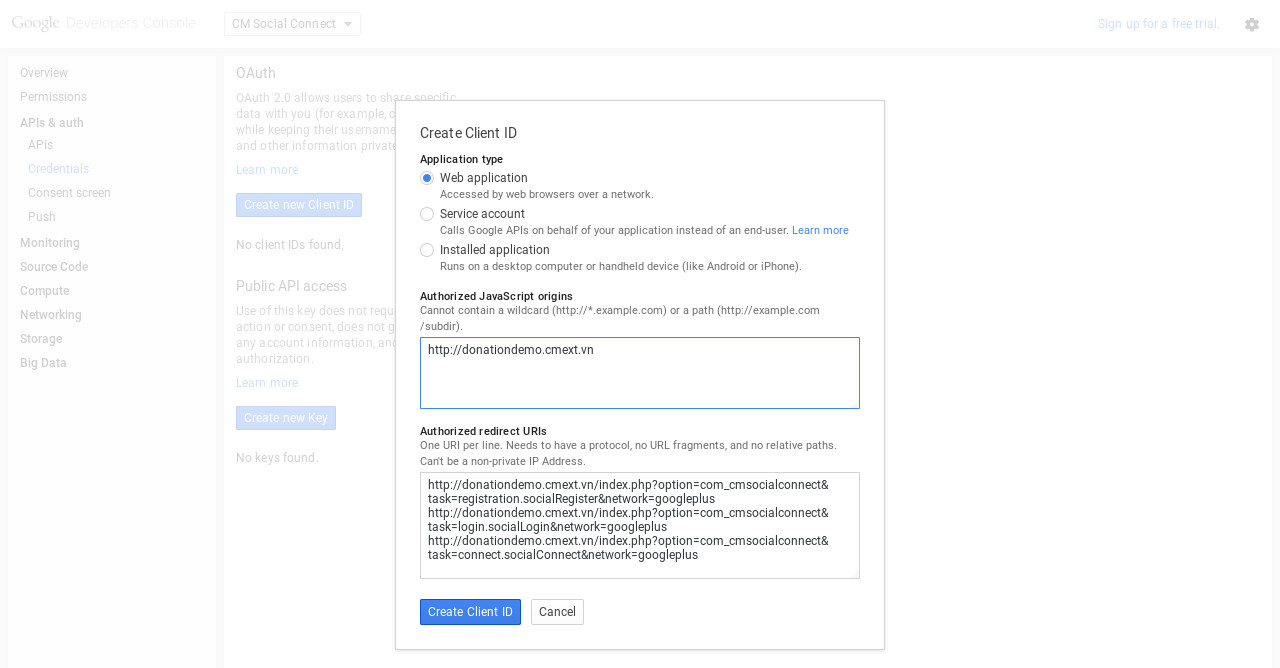 Google Developers Console
CM Social Connect
Sign up for a free trial.
Overview
Permissions
APIs & auth
APIs
Credentials
Consent screen
Push
Monitoring
Source Code
Compute
Networking
Storage
Big Data
OAuth
OAuth 2.0 allows users to share specific
data with you (for example,
while keeping their username
and other information private
Learn more
Create new Client ID
No client IDs found.
Public API access
Use of this key does not
action or consent, does not
any account information,
authorization.
Learn more
Create new Key
No keys found.
Create Client ID
Application type
Web application
Accessed by web browsers over a network.
Service account
Calls Google APIs on behalf of your application instead of an end-user. Learn more
Installed application
Runs on a desktop computer or handheld device (like Android or iPhone).
Authorized JavaScript origins
Cannot contain a wildcard (http://*.example.com) or a path (http://example.com
/subdir).
http://donationdemo.cmext.vn
Authorized redirect URIs
One URI per line. Needs to have a protocol, no URL fragments, and no relative paths.
Can't be a non-private IP Address.
http://donationdemo.cmext.vn/index.php?option=com_cmsocialconnect&
task=registration.socialRegister&network=googleplus
http://donationdemo.cmext.vn/index.php?option=com_cmsocialconnect&
task=login.socialLogin&network=googleplus
http://donationdemo.cmext.vn/index.php?option=com_cmsocialconnect&
task=connect.socialConnect&network=googleplus
Create Client ID
Cancel